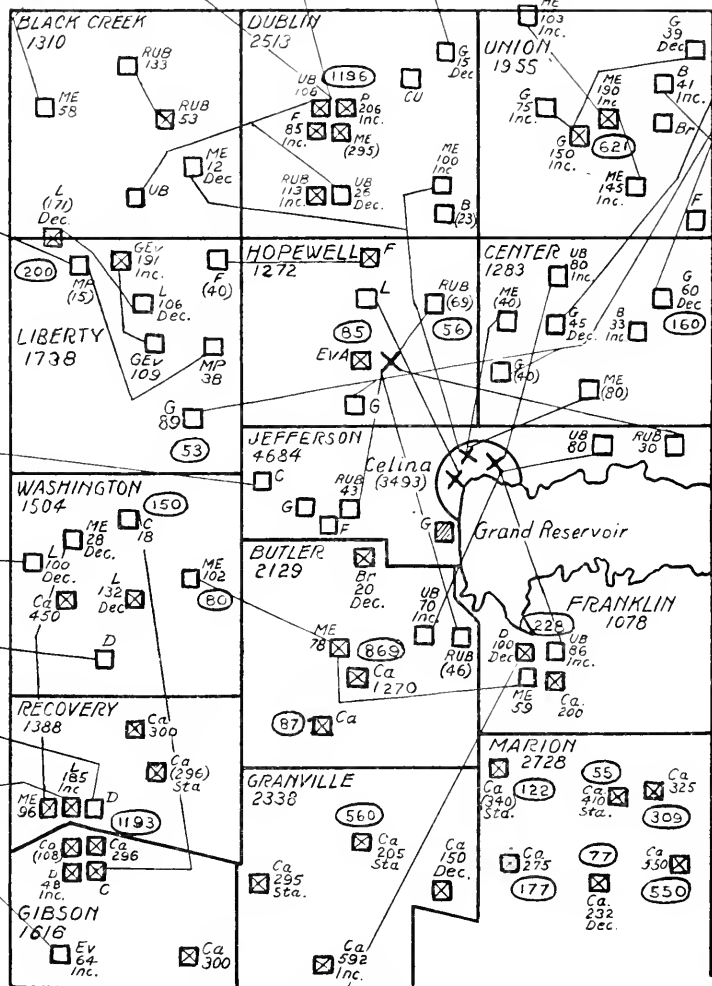 BLACK CREEK
1310
RUB
133
ME
58
RUB
53
ME
12
Dec
UB
L
(171)
Dec.
DUBLIN
2513
G
15
Dec
CU
1196
UB
106
P
206
Inc.
F
85
Inc.
ME
(295)
RUB
113
Inc
UB
26
Dec.
ME
100
Inc
B
(23)
ME
103
Inc.
UNION
1955
G
39
Dec
B
41
Inc.
G
75
Inc.
ME
190
Inc
Br
G
150
Inc.
621
ME
145
Inc.
F
200
MP
(15)
GEv
191
Inc.
F
(40)
L
106
Dec.
LIBERTY
1738
GEv
109
MP
38
G
89
53
HOPEWELL
1272
F
L
RUB
(69)
85
56
EvA
G
CENTER
1283
UB
80
Inc.
G
60
Dec
ME
(40)
G
45
Dec.
B
33
Inc
160
G
(40)
ME
(80)
JEFFERSON
4684
C
G
F
RUB
43
Celina
(3493)
UB
80
RUB
30
G
Grand Reservoir
WASHINGTON
1504
150
C
18
ME
28
Dec.
L
100
Dec.
Ca
450
L
132
Dec
ME
102
80
D
BUTLER
2129
Br
20
Dec.
UB
70
Inc
RUB
(46)
ME
78
869
Ca
1270
87
Ca
FRANKLIN
1078
228
D
100
Dec
UB
86
Inc.
ME
59
Ca.
200
RECOVERY
1388
Ca
300
Ca
(296)
Sta
L
185
Inc
ME
96
D
1193
Ca
(108)
Ca
296
D
48
Inc
C
GIBSON
1616
Ev
64
Inc.
Ca
300
GRANVILLE
2338
560
Ca
205
Sta
Ca
295
Sta.
Ca
150
Dec.
Ca
592
Inc.
MARION
2728
Ca
(340)
Sta.
122
55
Ca
410
Sta.
Ca
325
309
Ca
275
177
77
Ca.
232
Dec.
Ca
550
550